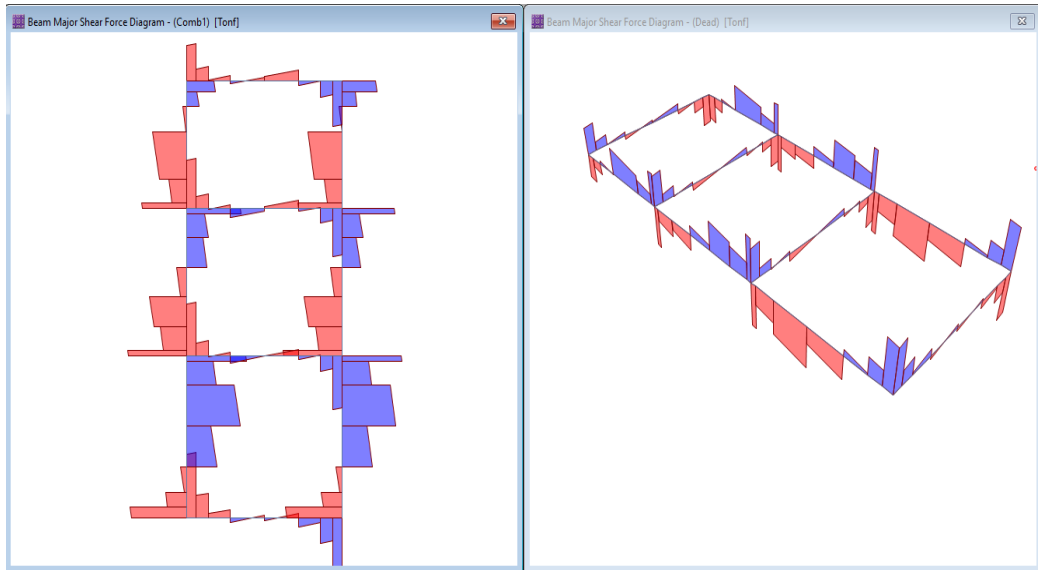 Beam Major Shear Force Diagram - (Comb1) [Tonf]
Beam Major Shear Force Diagram - (Dead) [Tonf]